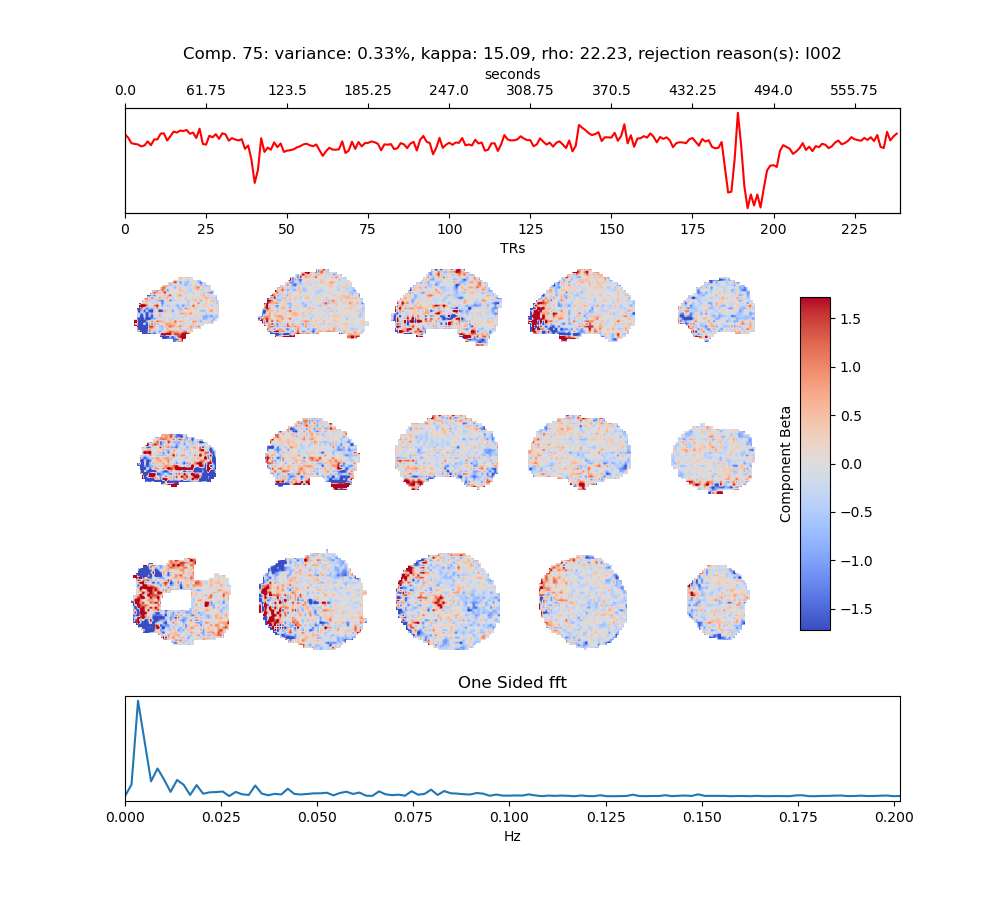 Comp. 75: variance: 0.33%, kappa: 15.09, rho: 22.23, rejection reason(s): I002
seconds
0.0 61.75 123.5 185.25 247.0 308.75 370.5 432.25 494.0 555.75
0 25 50 75 100 125 150 175 200 225
TRs
1.5
1.0
0.5
0.0
−0.5
−1.0
−1.5
Component Beta
One Sided fft
0.000 0.025 0.050 0.075 0.100 0.125 0.150 0.175 0.200
Hz